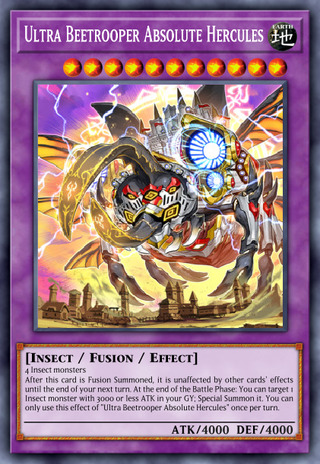 ULTRA BEETROOPER ABSOLUTE HERCULES
EARTH
地
[INSECT / FUSION / EFFECT]
4 Insect monsters
After this card is Fusion Summoned, it is unaffected by other cards' effects
until the end of your next turn. At the end of the Battle Phase: You can target 1
Insect monster with 3000 or less ATK in your GY; Special Summon it. You can
only use this effect of "Ultra Beetrooper Absolute Hercules" once per turn.
ATK/4000 DEF/4000